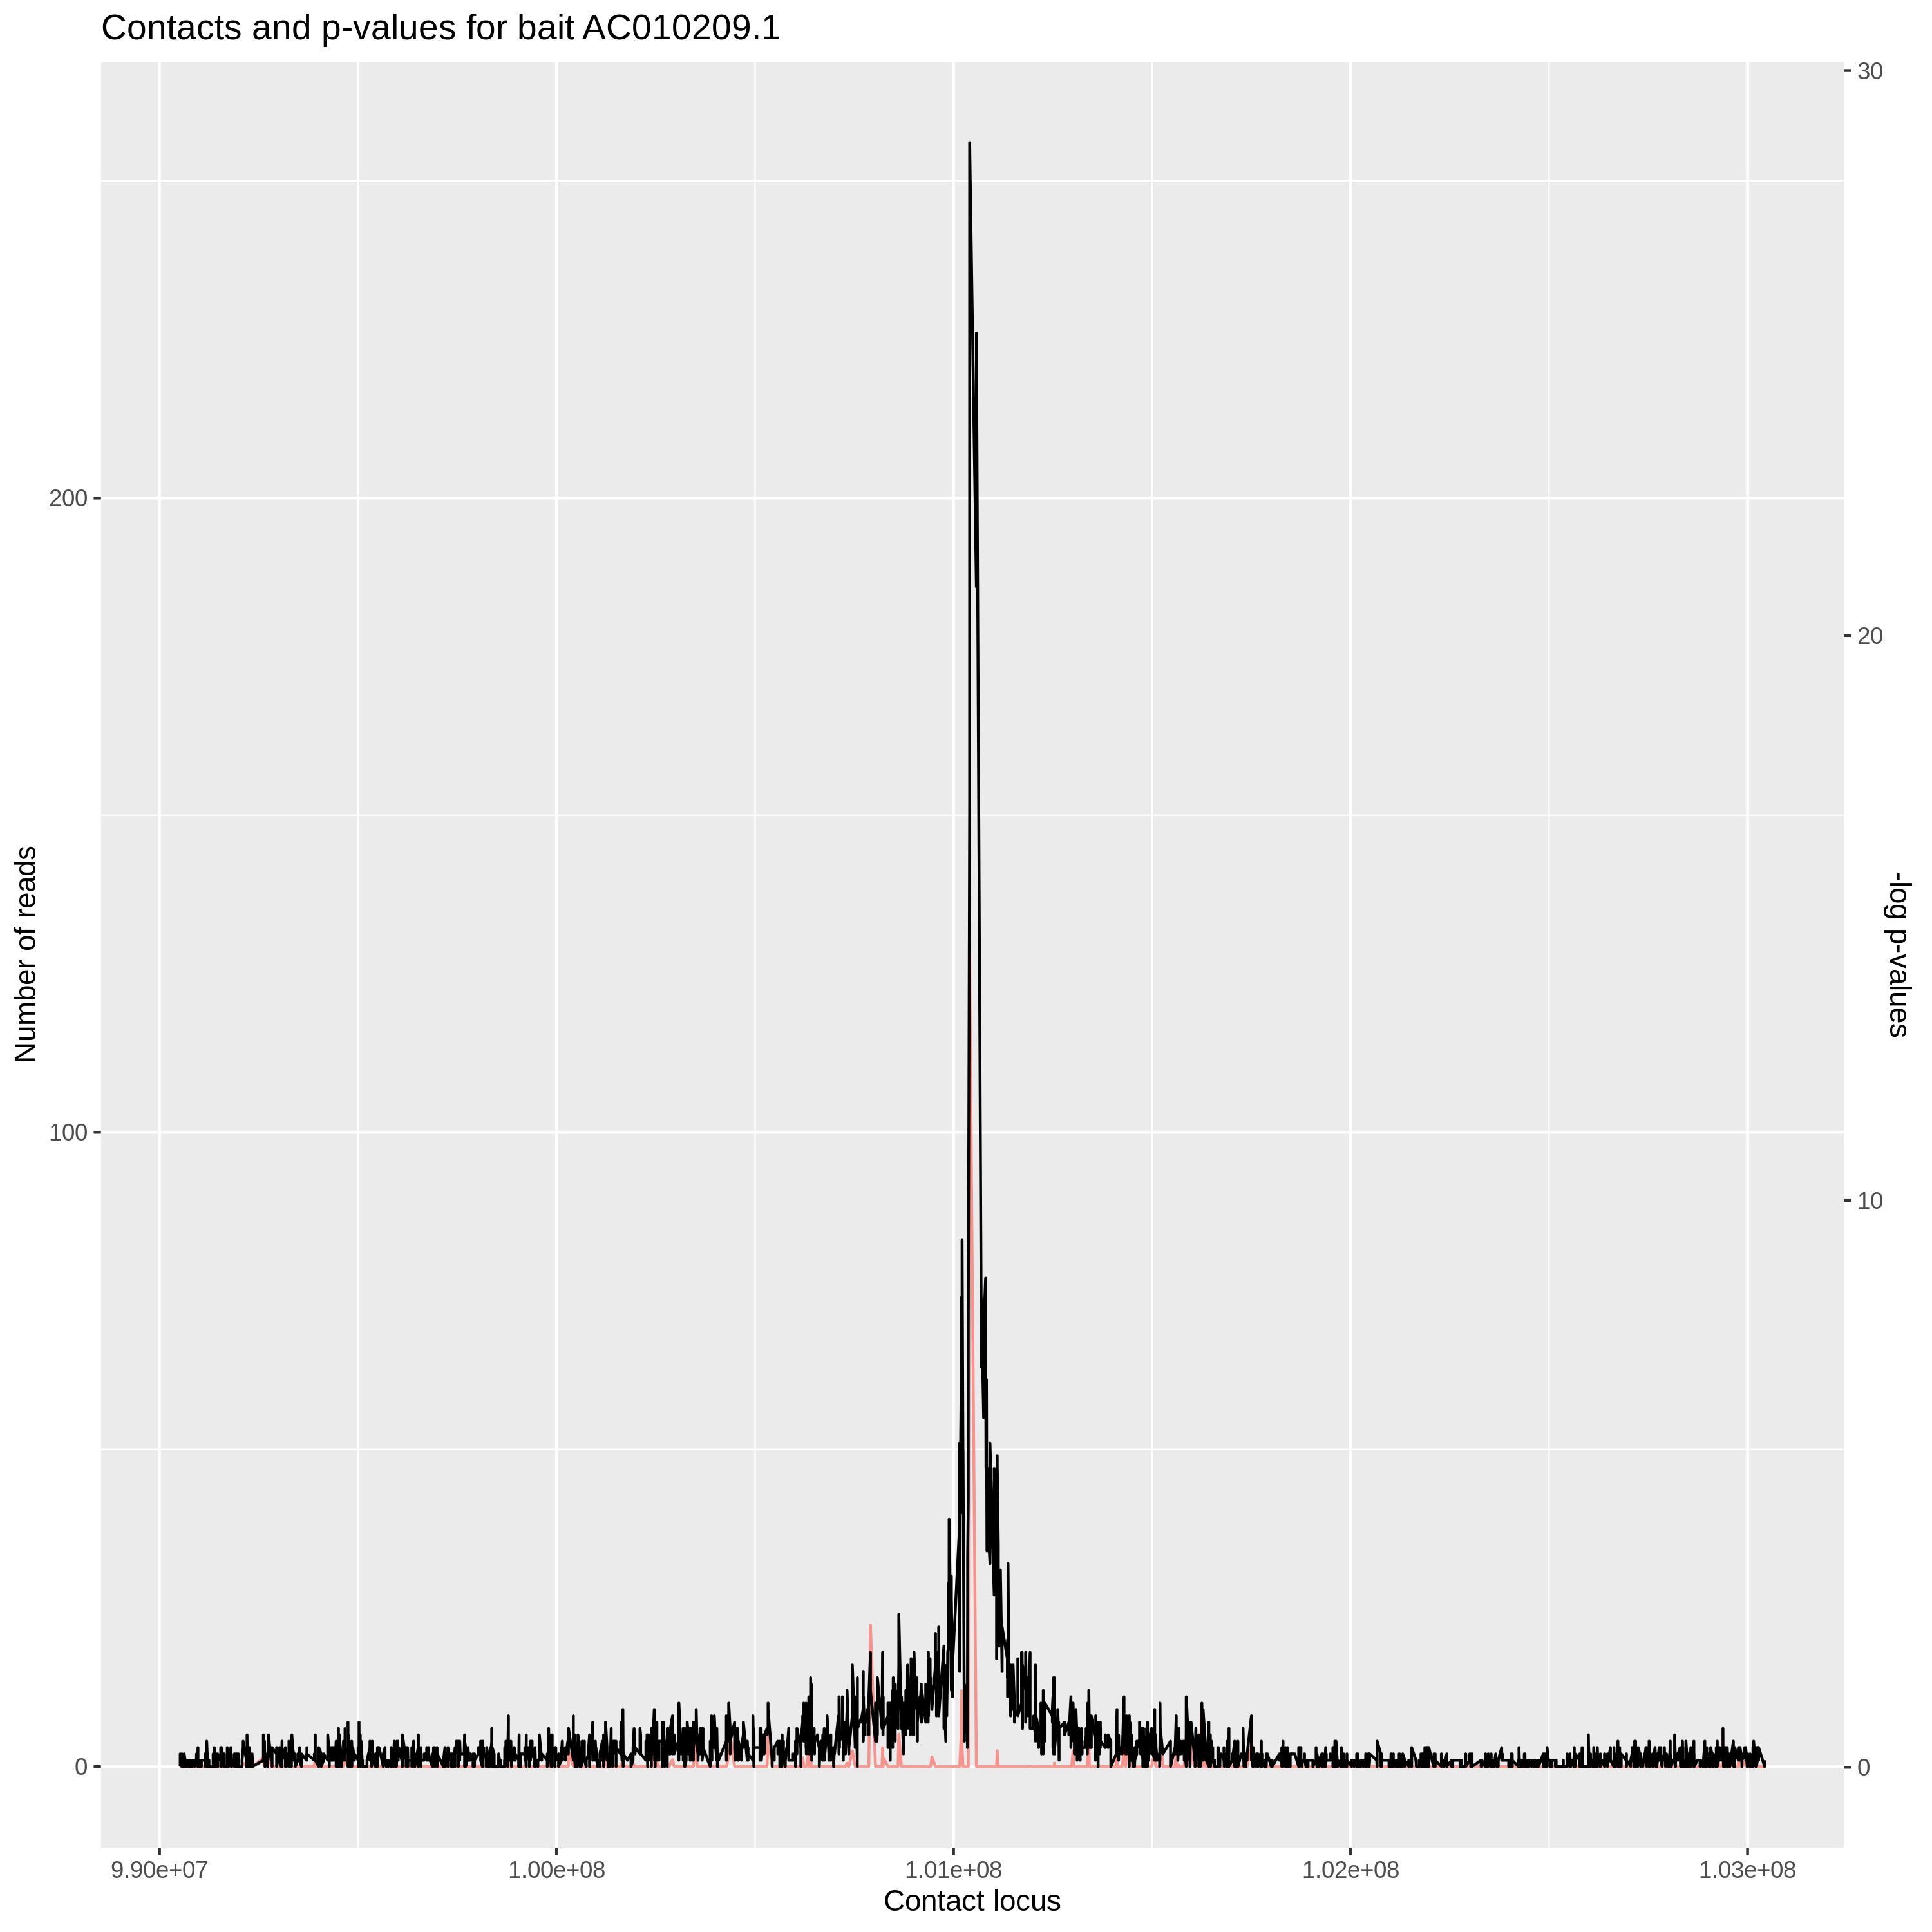 Contacts and p-values for bait AC010209.1
30
200
20
Number of reads
-log p-values
100
10
0
0
9.90e+07
1.00e+08
1.01e+08
1.02e+08
1.03e+08
Contact locus